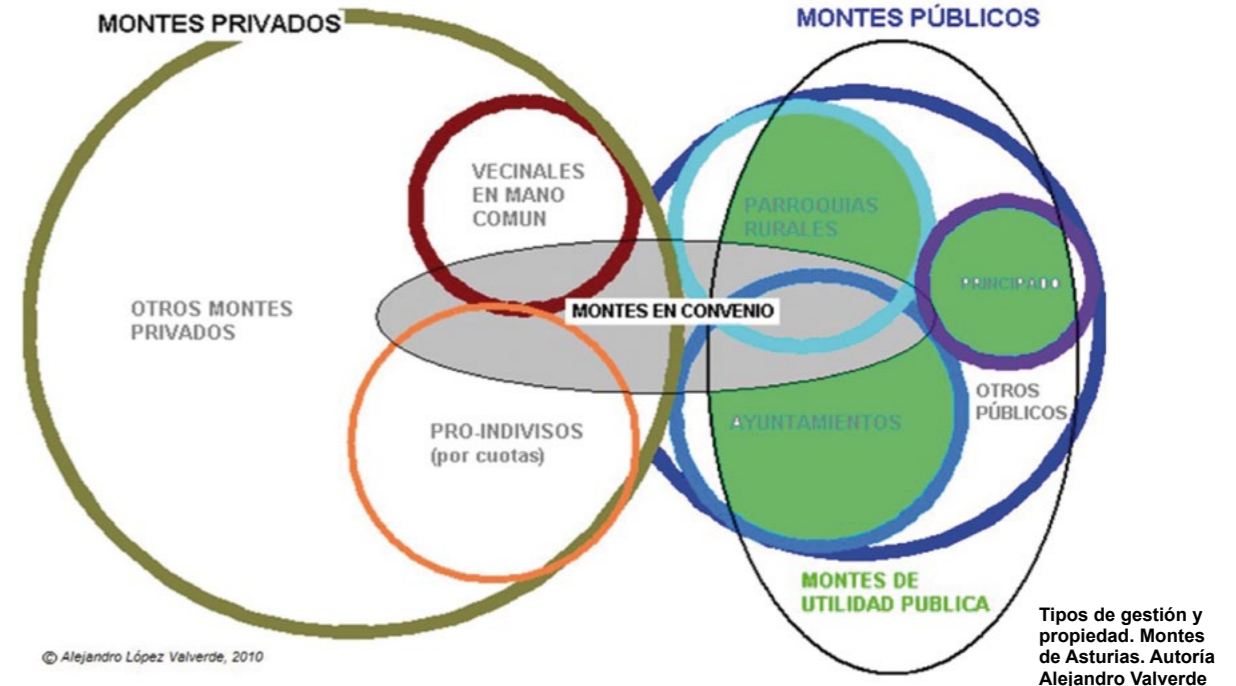 MONTES PRIVADOS
MONTES PÚBLICOS
VECINALES
EN MANO
COMUN
PARROQUIAS
RURALES
PRINCIPADO
OTROS MONTES
PRIVADOS
MONTES EN CONVENIO
OTROS
PÚBLICOS
AYUNTAMIENTOS
PRO-INDIVISOS
(por cuotas)
MONTES DE
UTILIDAD PUBLICA
© Alejandro López Valverde, 2010
Tipos de gestión y
propiedad. Montes
de Asturias. Autoría
Alejandro Valverde